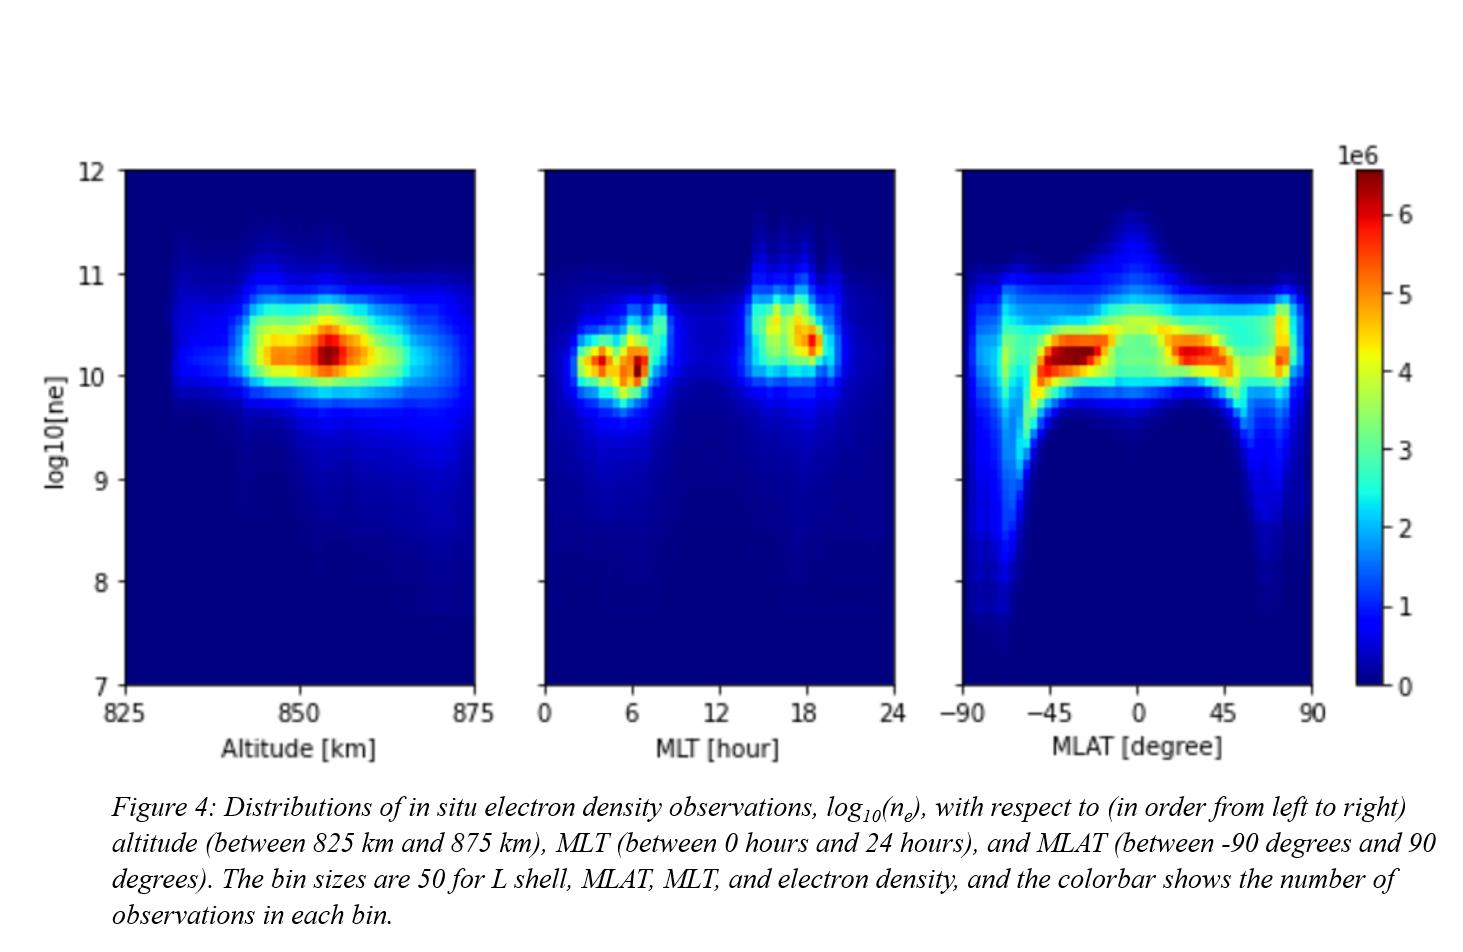 1e6
12
11
10
9
8
7
log10[ne]
825
850
875
Altitude [km]
0
6
12
18
24
MLT [hour]
−90
−45
0
45
90
MLAT [degree]
6
5
4
3
2
1
0
Figure 4: Distributions of in situ electron density observations, log10(ne), with respect to (in order from left to right)
altitude (between 825 km and 875 km), MLT (between 0 hours and 24 hours), and MLAT (between -90 degrees and 90
degrees). The bin sizes are 50 for L shell, MLAT, MLT, and electron density, and the colorbar shows the number of
observations in each bin.